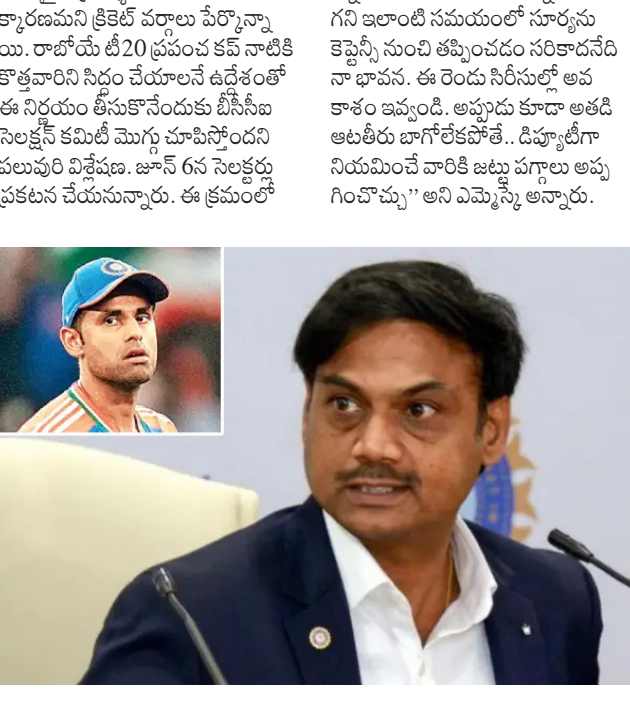 క్కారణమని క్రికెట్ వర్గాలు పేర్కొన్నా
యి. రాబోయే టీ20 ప్రపంచ కప్ నాటికి
కొత్తవారిని సిద్ధం చేయాలనే ఉద్దేశంతో
ఈ నిర్ణయం తీసుకొనేందుకు బీసీసీఐ
సెలక్షన్ కమిటీ మొగ్గు చూపిస్తోందని
పలువురి విశ్లేషణ. జూన్ 6న సెలక్టర్లు
ప్రకటన చేయనున్నారు. ఈ క్రమంలో
గని ఇలాంటి సమయంలో సూర్యను
కెప్టెన్సీ నుంచి తప్పించడం సరికాదనేది
నా భావన. ఈ రెండు సిరీసుల్లో అవ
కాశం ఇవ్వండి. అప్పుడు కూడా అతడి
ఆటతీరు బాగోలేకపోతే.. డిప్యూటీగా
నియమించే వారికి జట్టు పగ్గాలు అప్ప
గించొచ్చు’’ అని ఎమ్మెస్కే అన్నారు.